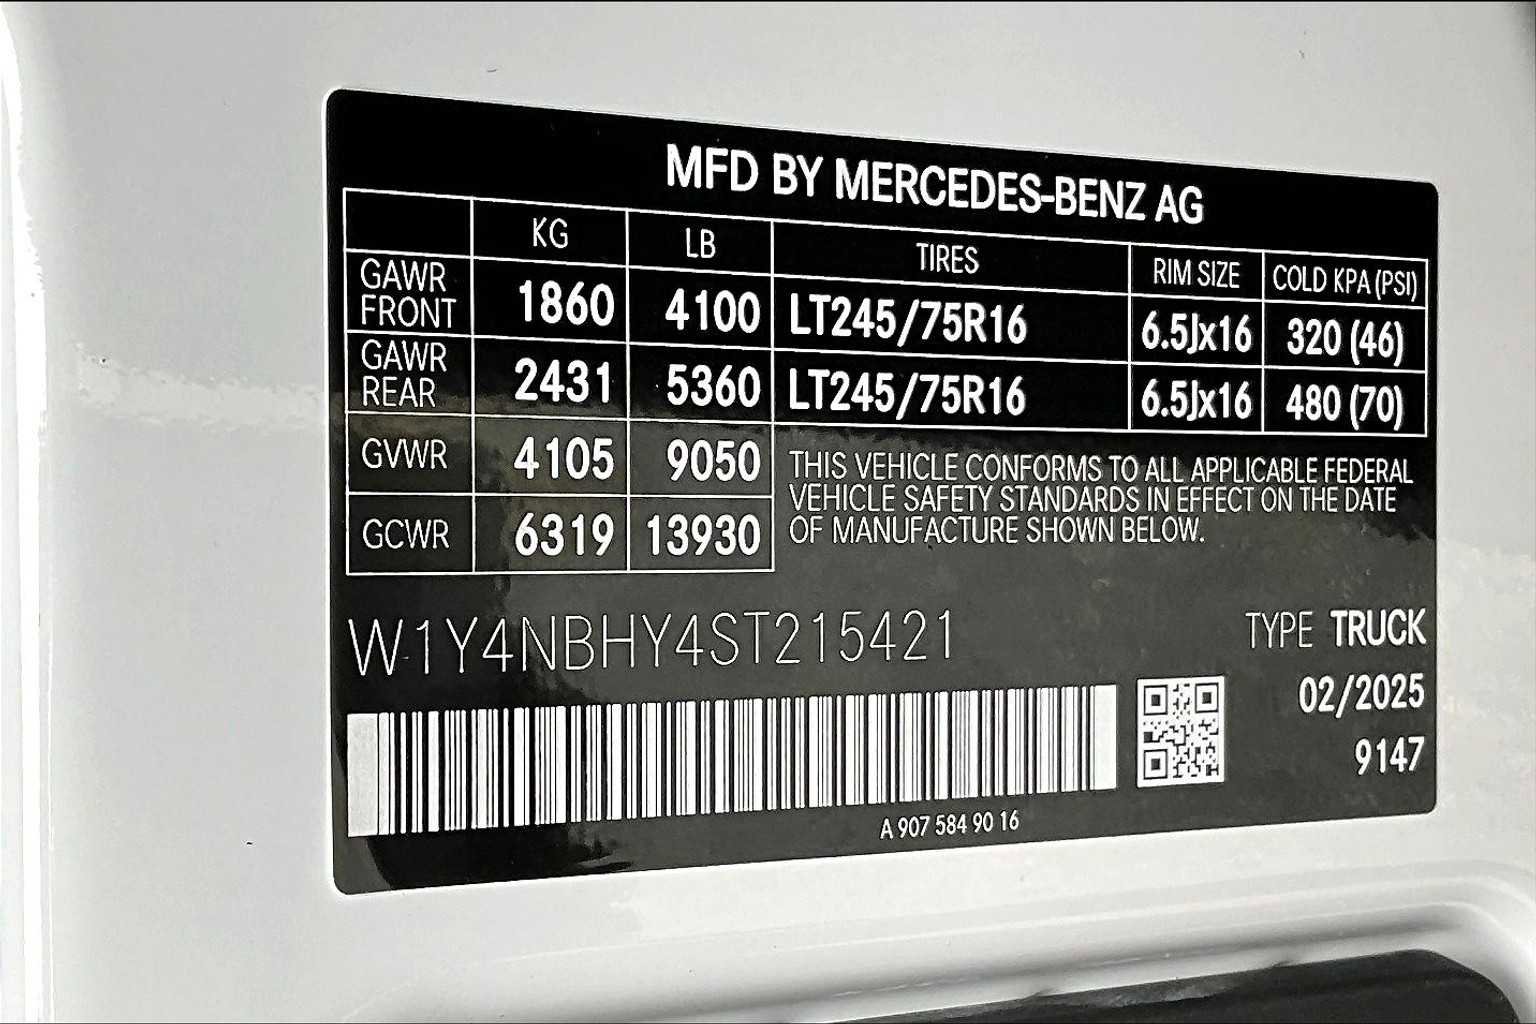 MFD BY MERCEDES-BENZ AG
KG LB TIRES RIM SIZE COLD KPA (PSI)
GAWR FRONT 1860 4100 LT245/75R16 6.5Jx16 320 (46)
GAWR REAR 2431 5360 LT245/75R16 6.5Jx16 480 (70)
GVWR 4105 9050
GCWR 6319 13930
THIS VEHICLE CONFORMS TO ALL APPLICABLE FEDERAL
VEHICLE SAFETY STANDARDS IN EFFECT ON THE DATE
OF MANUFACTURE SHOWN BELOW.
W1Y4NBHY4ST215421
TYPE TRUCK
02/2025
9147
A 907 584 90 16